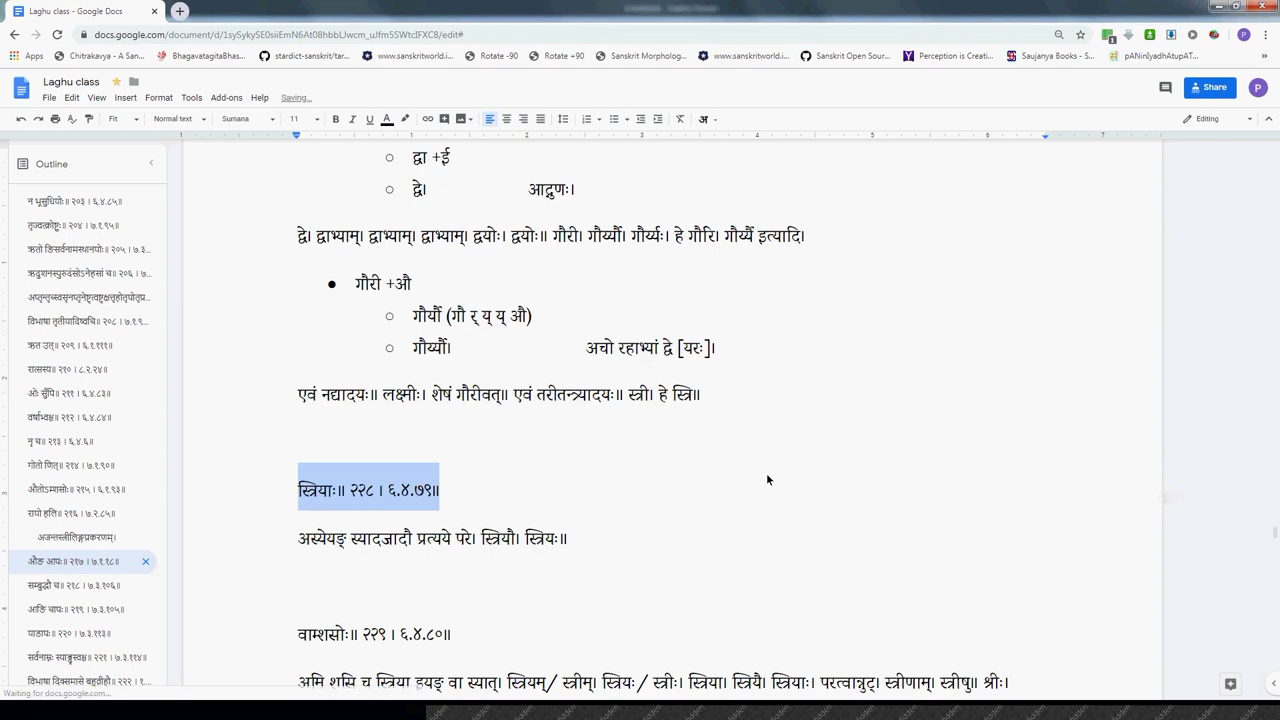 Laghu class - Google Docs
docs.google.com/document/d/1sySykySE0siiEmN6At08hbbLJwcm_uJfmSSWtcIFXC8/edit#
Apps Chitrakavya - A San... BhagavatagitaBhas... stardict-sanskrit/tar... www.sanskritworld.i... Rotate -90 Rotate +90 Sanskrit Morpholog... www.sanskritworld.i... Sanskrit Open Sour... Perception is Creati... Saujanya Books - S... pANinIyadhAtupAT...
Laghu class
File Edit View Insert Format Tools Add-ons Help Saving...
Share
Fit Normal text Sumana 11 Editing
Outline
न भूसुधियोः॥ २०३ । ६.४.८५॥
तृज्वत्क्रोष्टुः॥ २०४ । ७.१.९५॥
ऋतो ङिसर्वनामस्थानयोः॥ २०५ । ७.३...
ऋदुशनस्पुरुदंसोऽनेहसां च॥ २०६ । ७...
अप्तृन्तृच्स्वसृनप्तृनेष्टृत्वष्टृक्षत्तृहोतृपोतृप्र...
विभाषा तृतीयादिष्वचि॥ २०८ । ७.१.९...
ऋत उत्॥ २०९ । ६.१.१११॥
रात्सस्य॥ २१० । ८.२.२४॥
ओः सुँपि॥ २११ । ६.४.८३॥
वर्षाभ्वश्च॥ २१२ । ६.४.८४॥
नृ च॥ २१३ । ६.४.६॥
गोतो णित्॥ २१४ । ७.१.९०॥
औतोऽम्शसोः॥ २१५ । ६.१.९३॥
रायो हलि॥ २१६ । ७.२.८५॥
अजन्तस्त्रीलिङ्गप्रकरणम्।
औङ आपः॥ २१७ । ७.१.१८॥
सम्बुद्धौ च॥ २१८ । ७.३.१०६॥
आङि चापः॥ २१९ । ७.३.१०५॥
याडापः॥ २२० । ७.३.११३॥
सर्वनाम्नः स्याड्ढ्रस्वश्च॥ २२१ । ७.३.११४॥
विभाषा दिक्समासे बहुव्रीहौ॥ २२२ । ९...
द्वा +ई
द्वे। आद्गुणः।
द्वे। द्वाभ्याम्। द्वाभ्याम्। द्वाभ्याम्। द्वयोः। द्वयोः॥ गौरी। गौर्य्यौ। गौर्य्यः। हे गौरि। गौर्य्यै इत्यादि।
गौरी +औ
गौर्यौ (गौ र् य् य् औ)
गौर्य्यौ। अचो रहाभ्यां द्वे [यरः]।
एवं नद्यादयः॥ लक्ष्मीः। शेषं गौरीवत्॥ एवं तरीतन्त्र्यादयः॥ स्त्री। हे स्त्रि॥
स्त्रियाः॥ २२८ । ६.४.७९॥
अस्येयङ् स्यादजादौ प्रत्यये परे। स्त्रियौ। स्त्रियः॥
वाम्शसोः॥ २२९ । ६.४.८०॥
अमि शसि च स्त्रिया इयङ् वा स्यात्। स्त्रियम्/ स्त्रीम्। स्त्रियः/ स्त्रीः। स्त्रिया। स्त्रियै। स्त्रियाः। परत्वान्नुट्। स्त्रीणाम्। स्त्रीषु॥ श्रीः।
Waiting for docs.google.com...